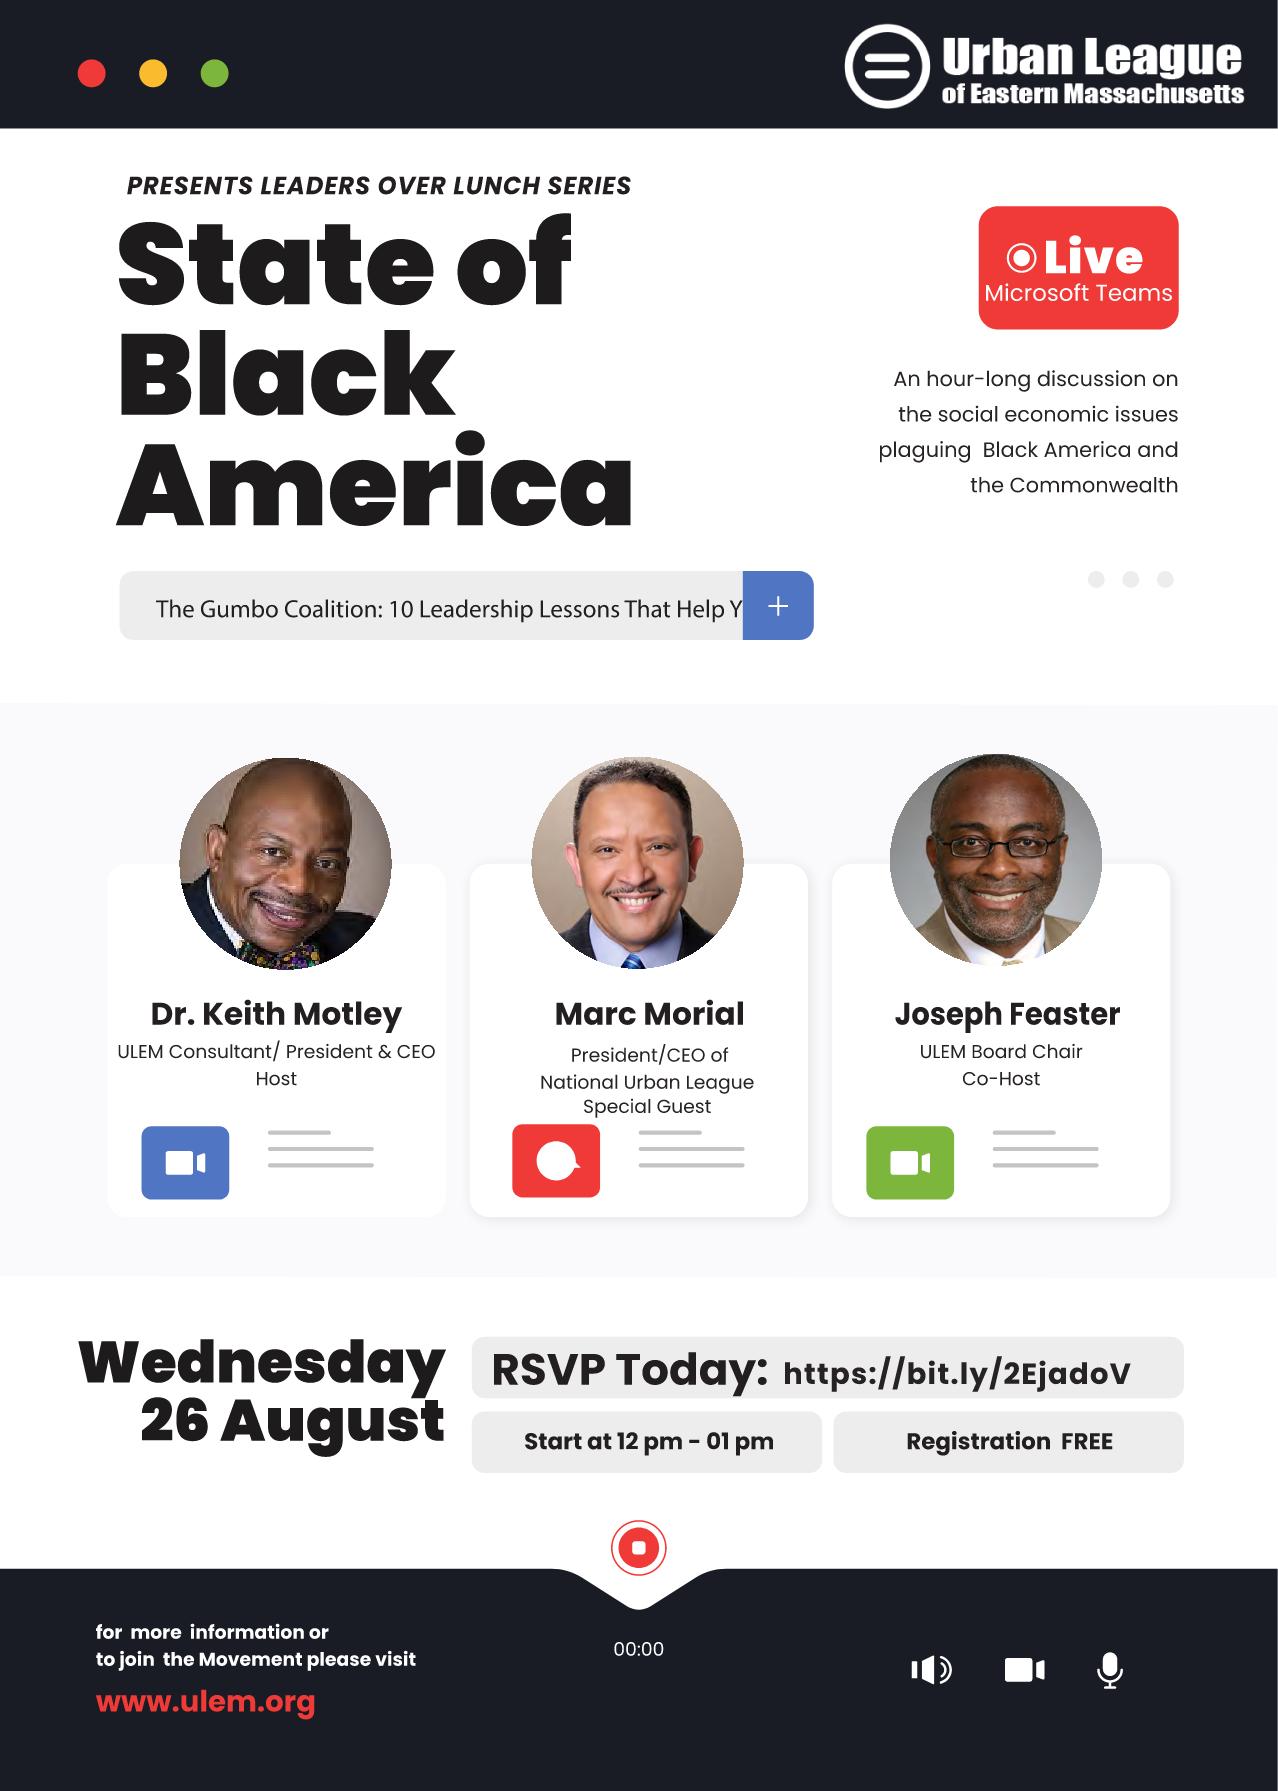 Urban League
of Eastern Massachusetts
PRESENTS LEADERS OVER LUNCH SERIES
State of
Black
America
Live
Microsoft Teams
An hour-long discussion on
the social economic issues
plaguing Black America and
the Commonwealth
The Gumbo Coalition: 10 Leadership Lessons That Help Y
Dr. Keith Motley
ULEM Consultant/ President & CEO
Host
Marc Morial
President/CEO of
National Urban League
Special Guest
Joseph Feaster
ULEM Board Chair
Co-Host
Wednesday
26 August
RSVP Today: https://bit.ly/2EjadoV
Start at 12 pm - 01 pm
Registration FREE
for more information or
to join the Movement please visit
www.ulem.org
00:00